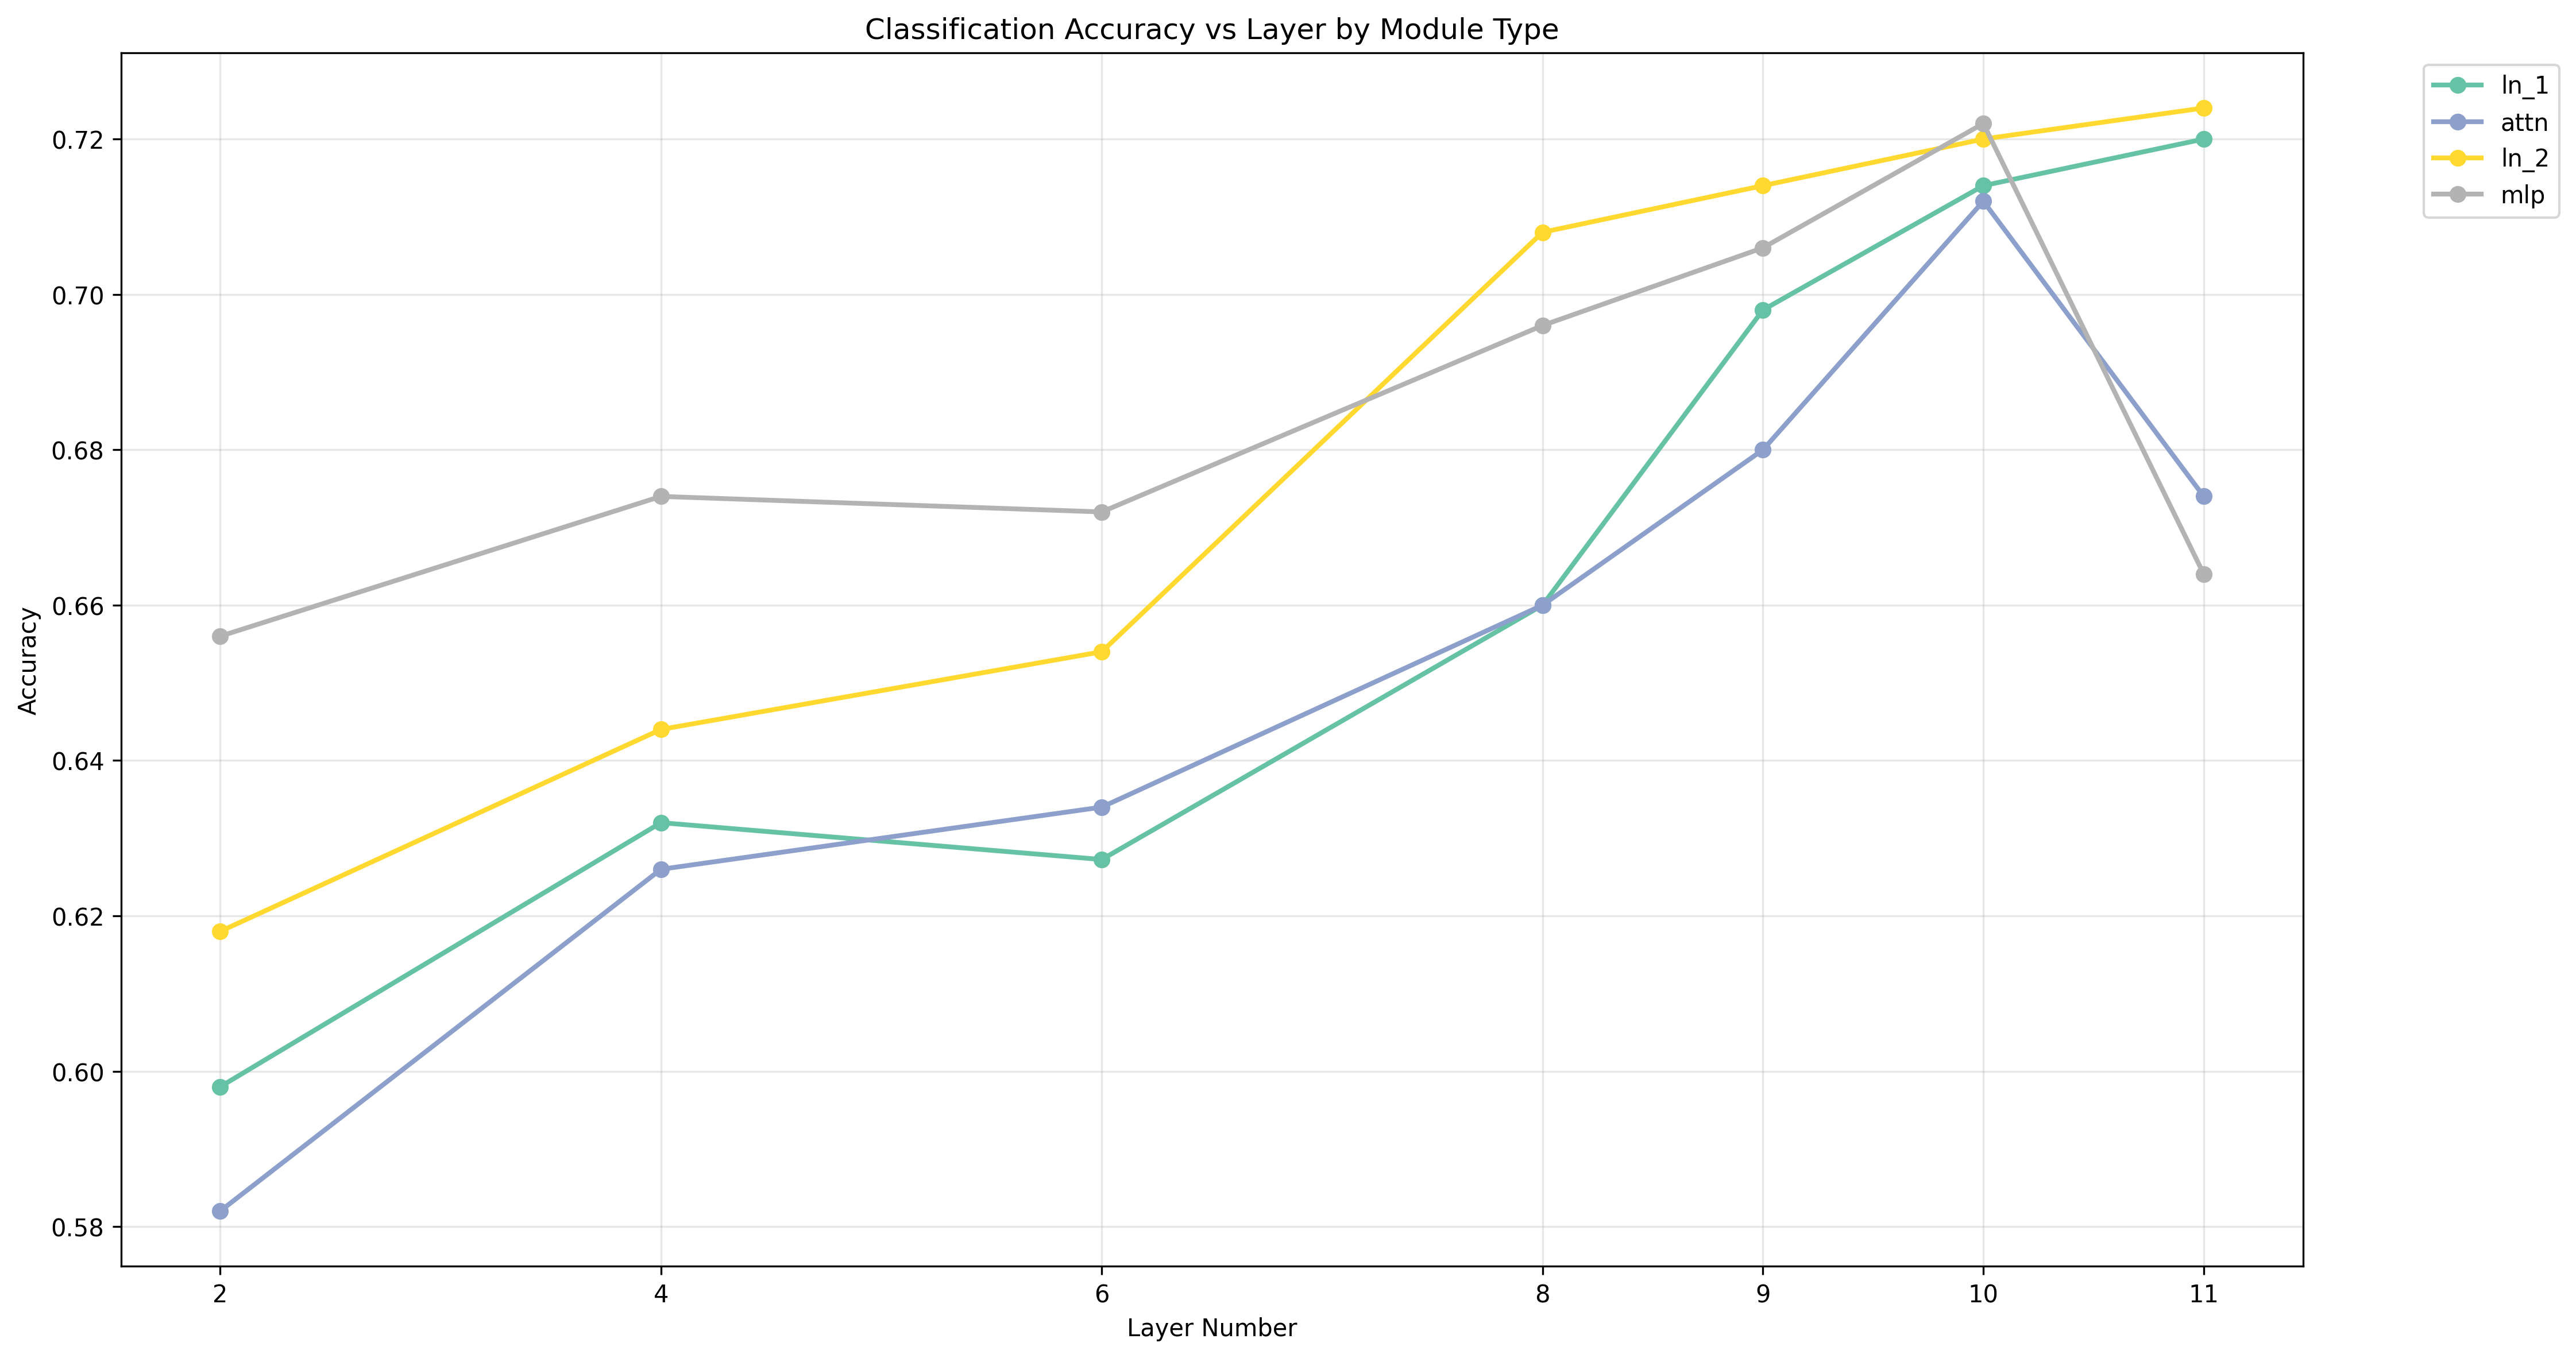 Classification Accuracy vs Layer by Module Type
ln_1
attn
ln_2
mlp
Accuracy
0.72
0.70
0.68
0.66
0.64
0.62
0.60
0.58
2 4 6 8 9 10 11
Layer Number